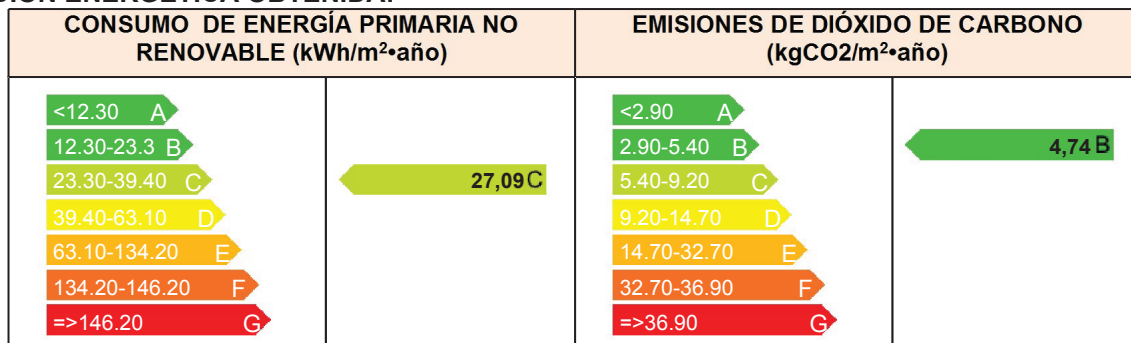 CONSUMO DE ENERGÍA PRIMARIA NO
RENOVABLE (kWh/m²•año)
<12.30 A
12.30-23.3 B
23.30-39.40 C
39.40-63.10 D
63.10-134.20 E
134.20-146.20 F
=>146.20 G
27,09 C
EMISIONES DE DIÓXIDO DE CARBONO
(kgCO2/m²•año)
<2.90 A
2.90-5.40 B
5.40-9.20 C
9.20-14.70 D
14.70-32.70 E
32.70-36.90 F
=>36.90 G
4,74 B